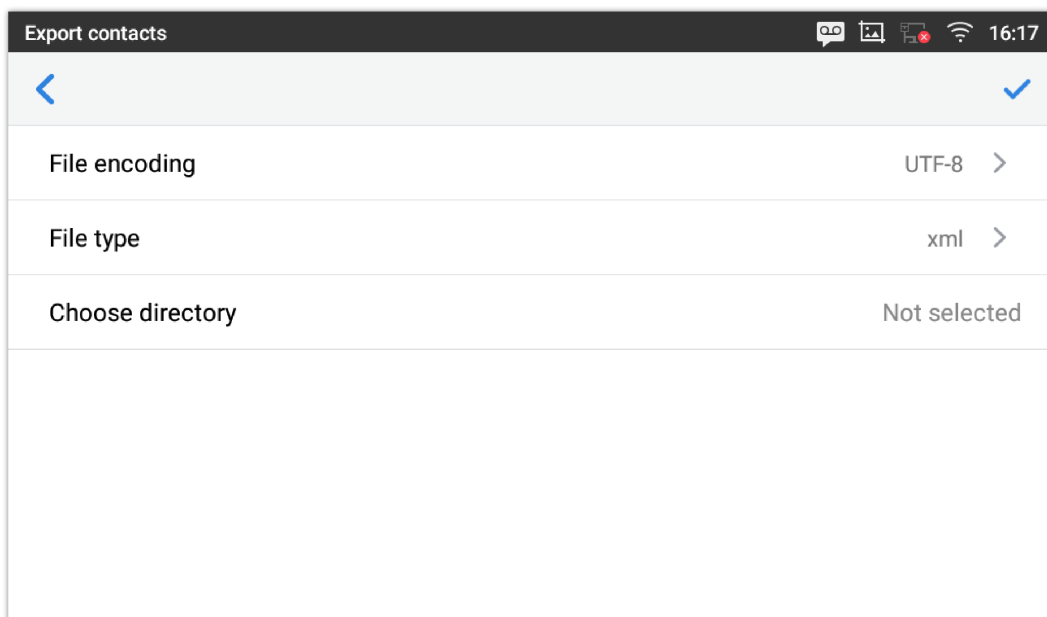 Export contacts 16:17
File encoding UTF-8
File type xml
Choose directory Not selected